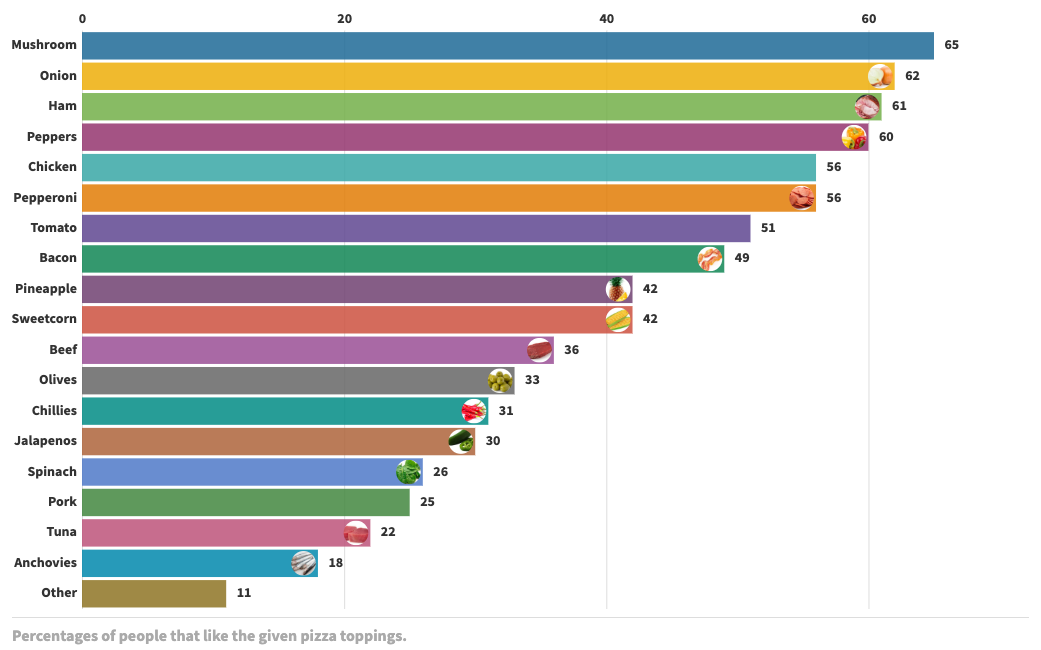 0 20 40 60
Mushroom 65
Onion 62
Ham 61
Peppers 60
Chicken 56
Pepperoni 56
Tomato 51
Bacon 49
Pineapple 42
Sweetcorn 42
Beef 36
Olives 33
Chillies 31
Jalapenos 30
Spinach 26
Pork 25
Tuna 22
Anchovies 18
Other 11
Percentages of people that like the given pizza toppings.